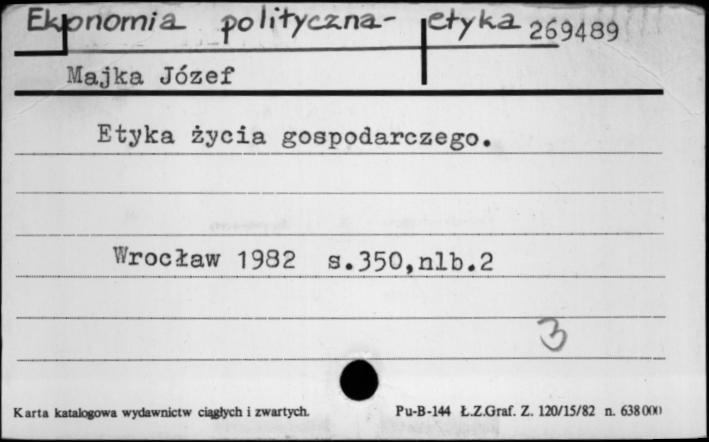 Ekonomia polityczna- etyka 269489
Majka Józef
Etyka życia gospodarczego.
Wrocław 1982 s.350,nlb.2
3
Karta katalogowa wydawnictw ciągłych i zwartych. Pu-B-144 Ł.Z.Graf. Z. 120/15/82 n. 638000